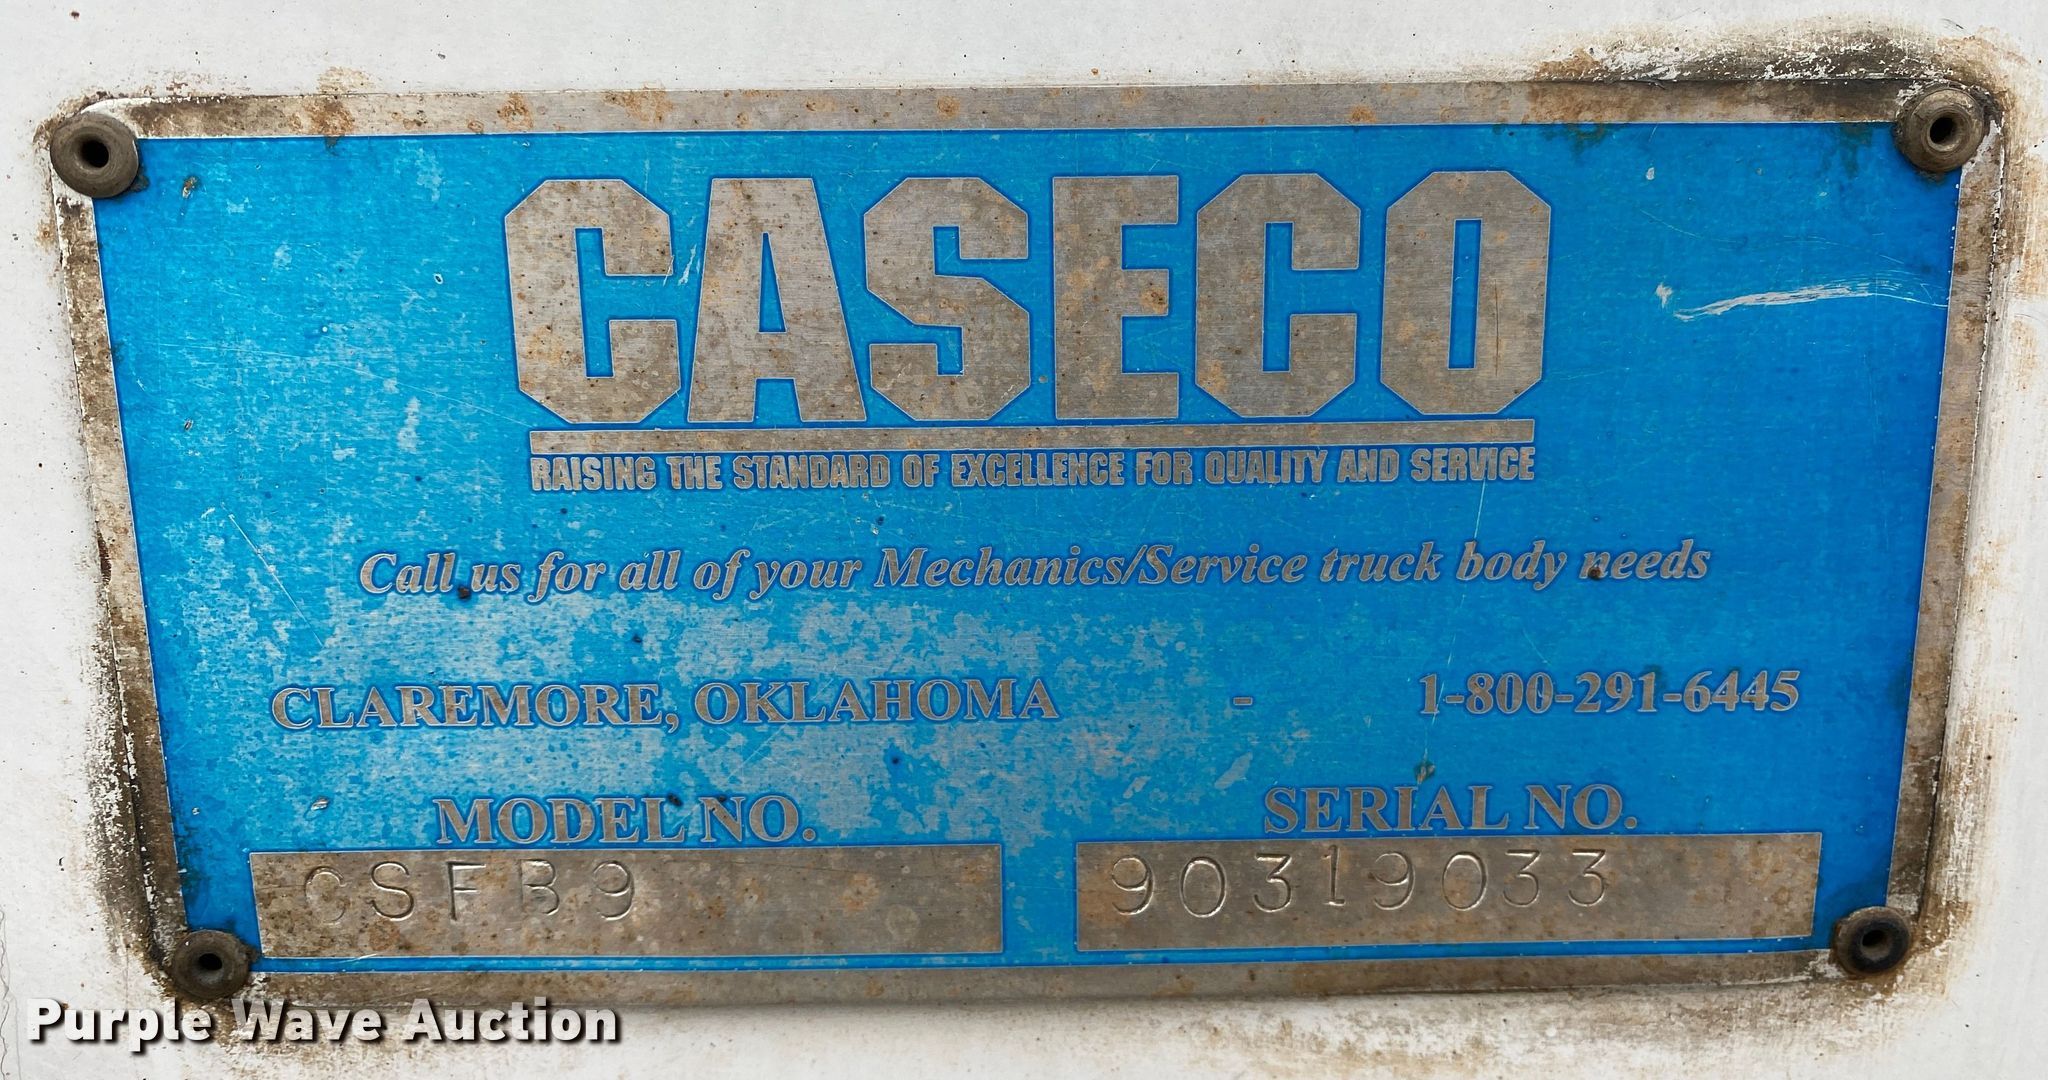 CASECO
RAISING THE STANDARD OF EXCELLENCE FOR QUALITY AND SERVICE
Call us for all of your Mechanics/Service truck body needs
CLAREMORE, OKLAHOMA - 1-800-291-6445
MODEL NO. SERIAL NO.
CSFB9 90319033
Purple Wave Auction